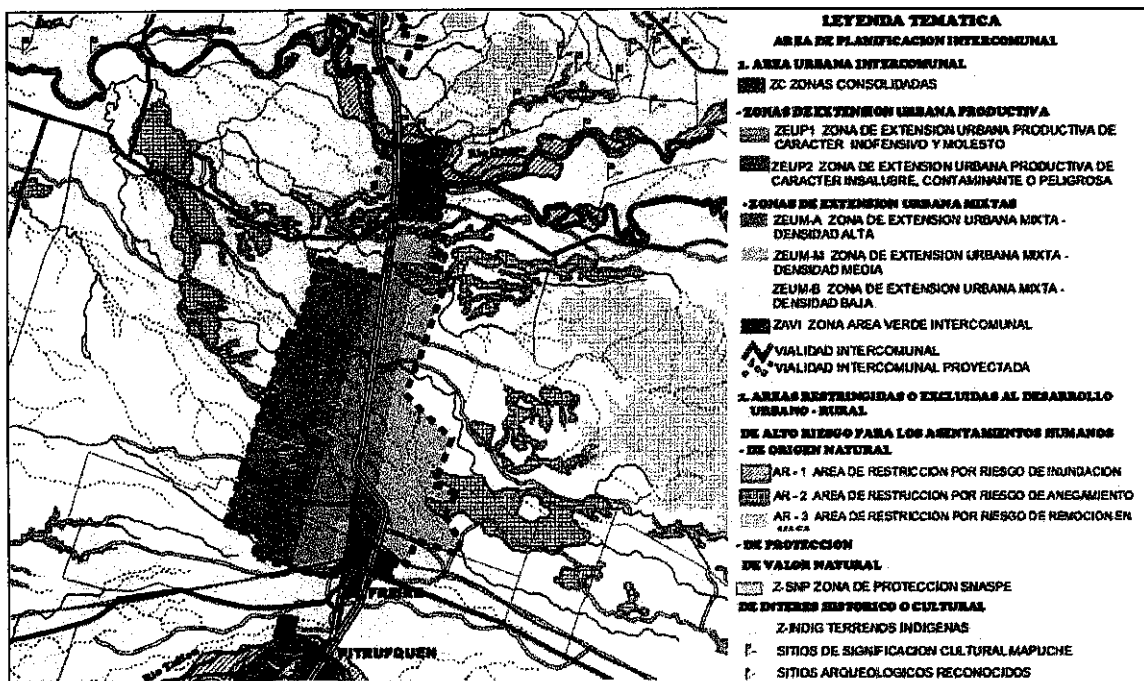 LEYENDA TEMATICA
AREA DE PLANIFICACION INTERCOMUNAL
1. AREA URBANA INTERCOMUNAL
ZC ZONAS CONSOLIDADAS
- ZONAS DE EXTENSION URBANA PRODUCTIVA
ZEUP1 ZONA DE EXTENSION URBANA PRODUCTIVA DE
CARACTER INOFENSIVO Y MOLESTO
ZEUP2 ZONA DE EXTENSION URBANA PRODUCTIVA DE
CARACTER INSALUBRE, CONTAMINANTE O PELIGROSA
- ZONAS DE EXTENSION URBANA MIXTAS
ZEUM-A ZONA DE EXTENSION URBANA MIXTA -
DENSIDAD ALTA
ZEUM-M ZONA DE EXTENSION URBANA MIXTA -
DENSIDAD MEDIA
ZEUM-B ZONA DE EXTENSION URBANA MIXTA -
DENSIDAD BAJA
ZAVI ZONA AREA VERDE INTERCOMUNAL
VIALIDAD INTERCOMUNAL
VIALIDAD INTERCOMUNAL PROYECTADA
2. AREAS RESTRINGIDAS O EXCLUIDAS AL DESARROLLO
URBANO - RURAL
DE ALTO RIESGO PARA LOS ASENTAMIENTOS HUMANOS
- DE ORIGEN NATURAL
AR - 1 AREA DE RESTRICCION POR RIESGO DE INUNDACION
AR - 2 AREA DE RESTRICCION POR RIESGO DE ANEGAMIENTO
AR - 3 AREA DE RESTRICCION POR RIESGO DE REMOCION EN
- DE PROTECCION
DE VALOR NATURAL
Z-SNP ZONA DE PROTECCION SNASPE
DE INTERES HISTORICO O CULTURAL
Z-INDIG TERRENOS INDIGENAS
SITIOS DE SIGNIFICACION CULTURAL MAPUCHE
SITIOS ARQUEOLOGICOS RECONOCIDOS
Rio
FREIRE
PITRUFQUEN
Rio Tolten